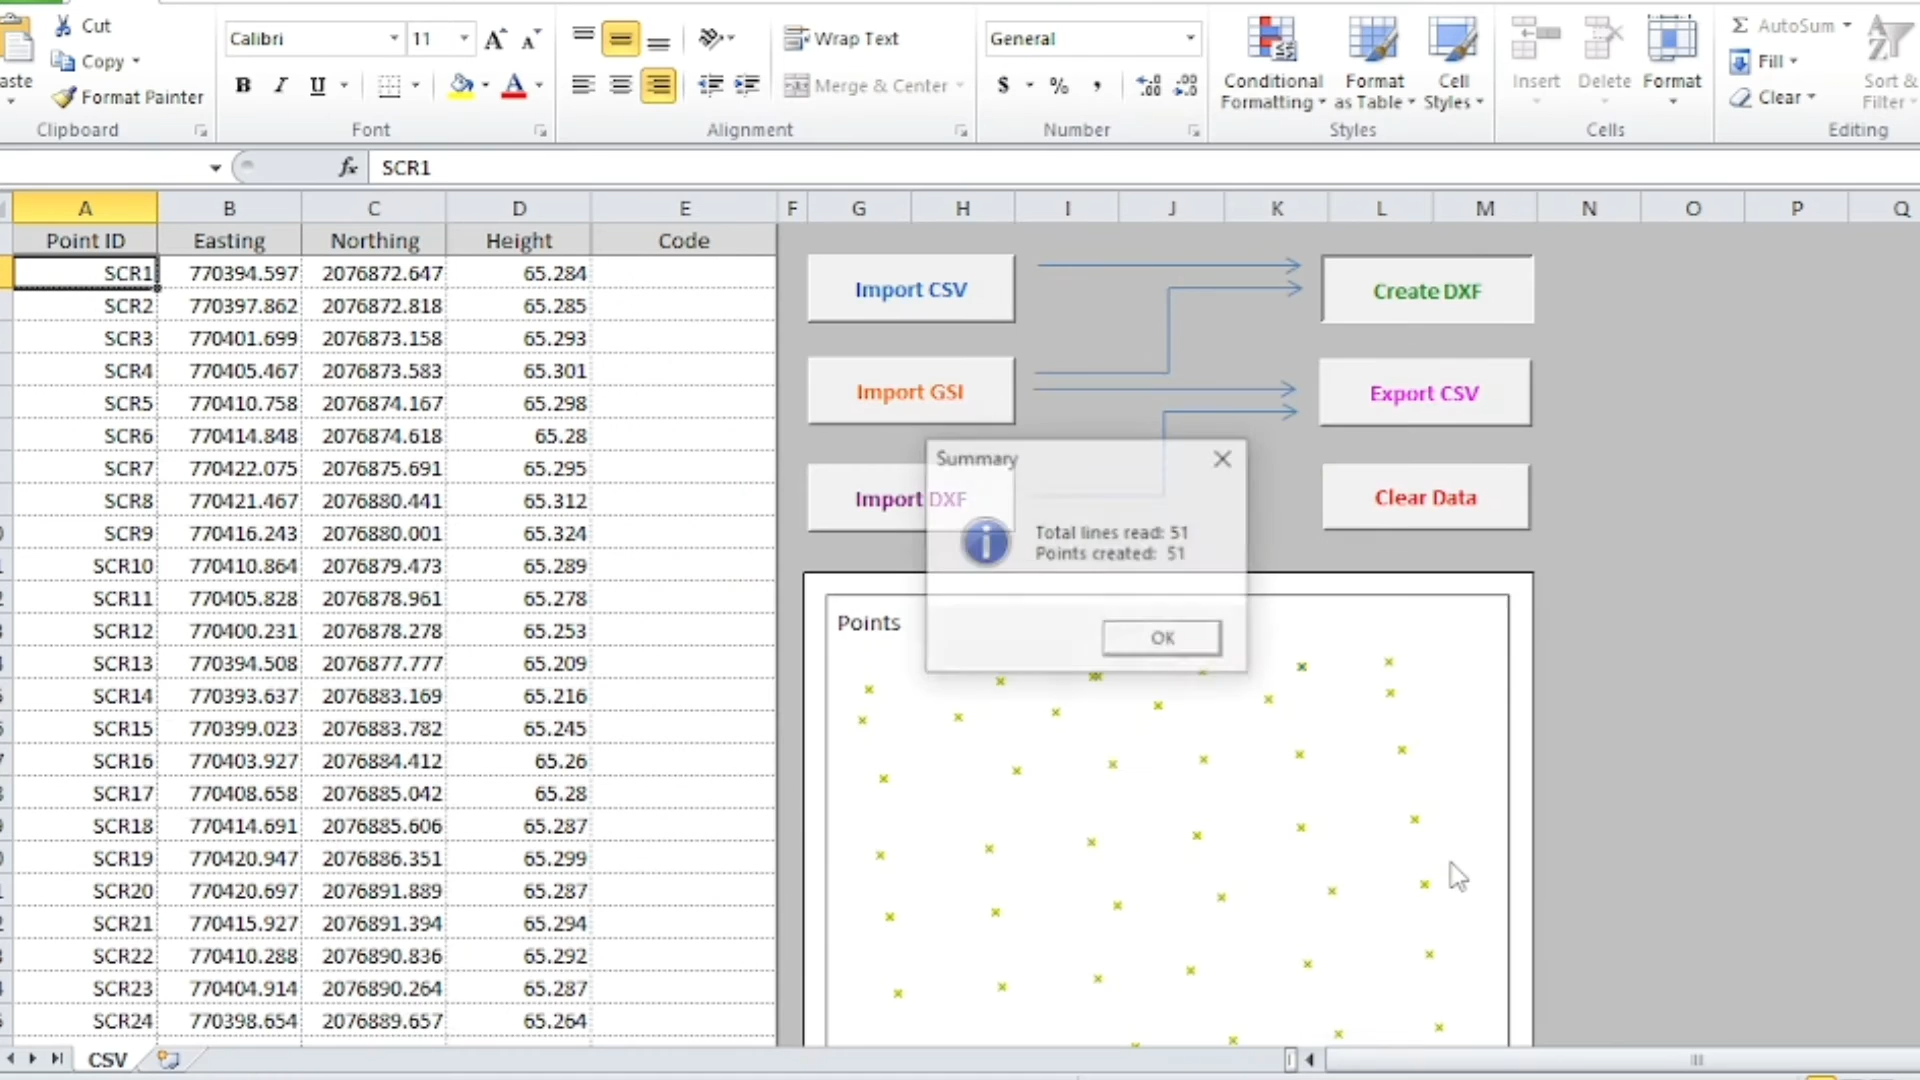 Cut
Copy
aste
Format Painter
Clipboard
Calibri 11
B I U
Font
Wrap Text
Merge & Center
Alignment
General
$ % ,
Number
Conditional Formatting
Format as Table
Cell Styles
Styles
Insert
Delete
Format
Cells
AutoSum
Fill
Clear
Sort & Filter
Editing
fx SCR1
A B C D E F G H I J K L M N O P Q
Point ID Easting Northing Height Code
SCR1 770394.597 2076872.647 65.284
SCR2 770397.862 2076872.818 65.285
SCR3 770401.699 2076873.158 65.293
SCR4 770405.467 2076873.583 65.301
SCR5 770410.758 2076874.167 65.298
SCR6 770414.848 2076874.618 65.28
SCR7 770422.075 2076875.691 65.295
SCR8 770421.467 2076880.441 65.312
SCR9 770416.243 2076880.001 65.324
SCR10 770410.864 2076879.473 65.289
SCR11 770405.828 2076878.961 65.278
SCR12 770400.231 2076878.278 65.253
SCR13 770394.508 2076877.777 65.209
SCR14 770393.637 2076883.169 65.216
SCR15 770399.023 2076883.782 65.245
SCR16 770403.927 2076884.412 65.26
SCR17 770408.658 2076885.042 65.28
SCR18 770414.691 2076885.606 65.287
SCR19 770420.947 2076886.351 65.299
SCR20 770420.697 2076891.889 65.287
SCR21 770415.927 2076891.394 65.294
SCR22 770410.288 2076890.836 65.292
SCR23 770404.914 2076890.264 65.287
SCR24 770398.654 2076889.657 65.264
Import CSV
Create DXF
Import GSI
Export CSV
Import DXF
Clear Data
Summary
Total lines read: 51
Points created: 51
OK
Points
CSV